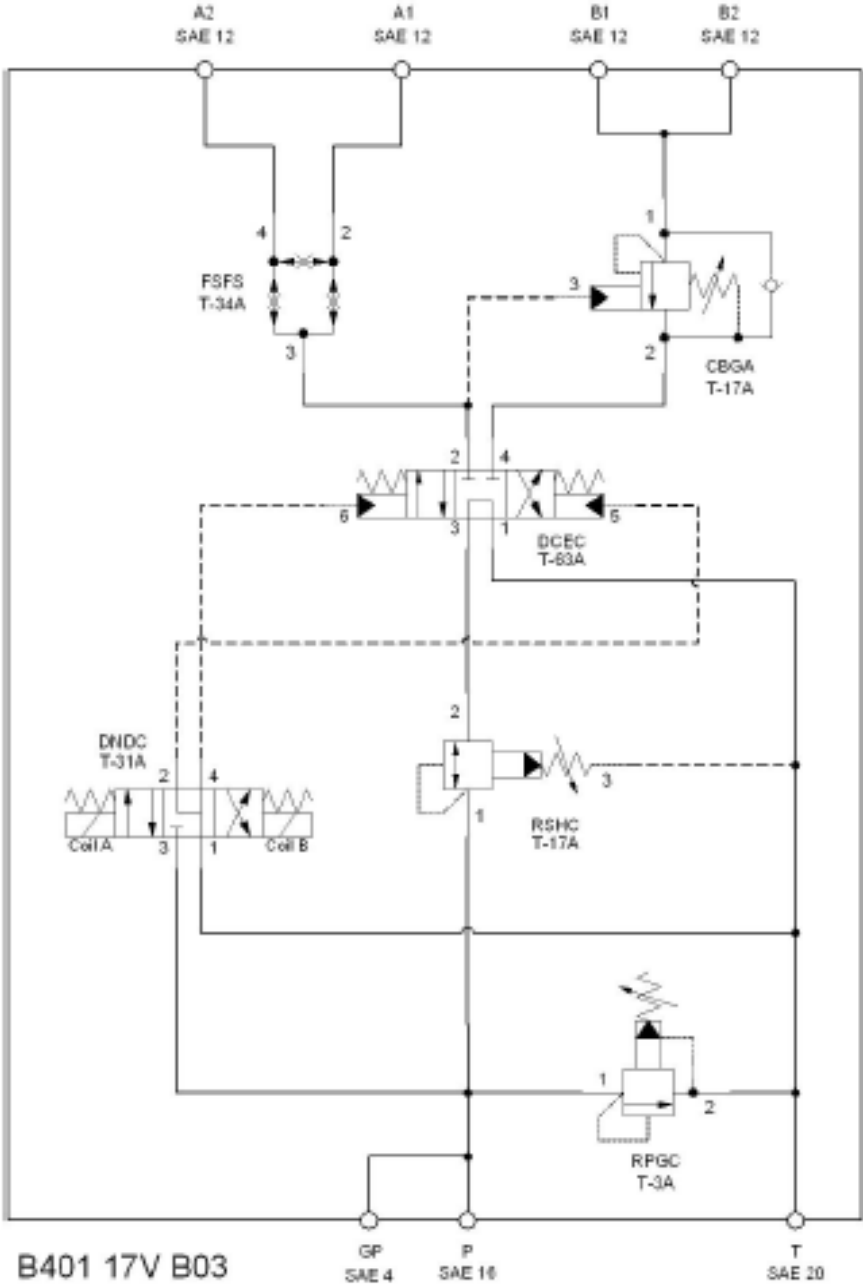 A2
SAE 12
A1
SAE 12
B1
SAE 12
B2
SAE 12
1
4
2
FSFS
T-34A
3
3
2
CBGA
T-17A
2
4
6
5
3
1
DCEC
T-63A
2
DNDC
T-31A
2
4
3
1
RSHC
T-17A
Coil A
3
1
Coil B
1
2
RPGC
T-3A
B401 17V B03
GP
SAE 4
P
SAE 16
T
SAE 20